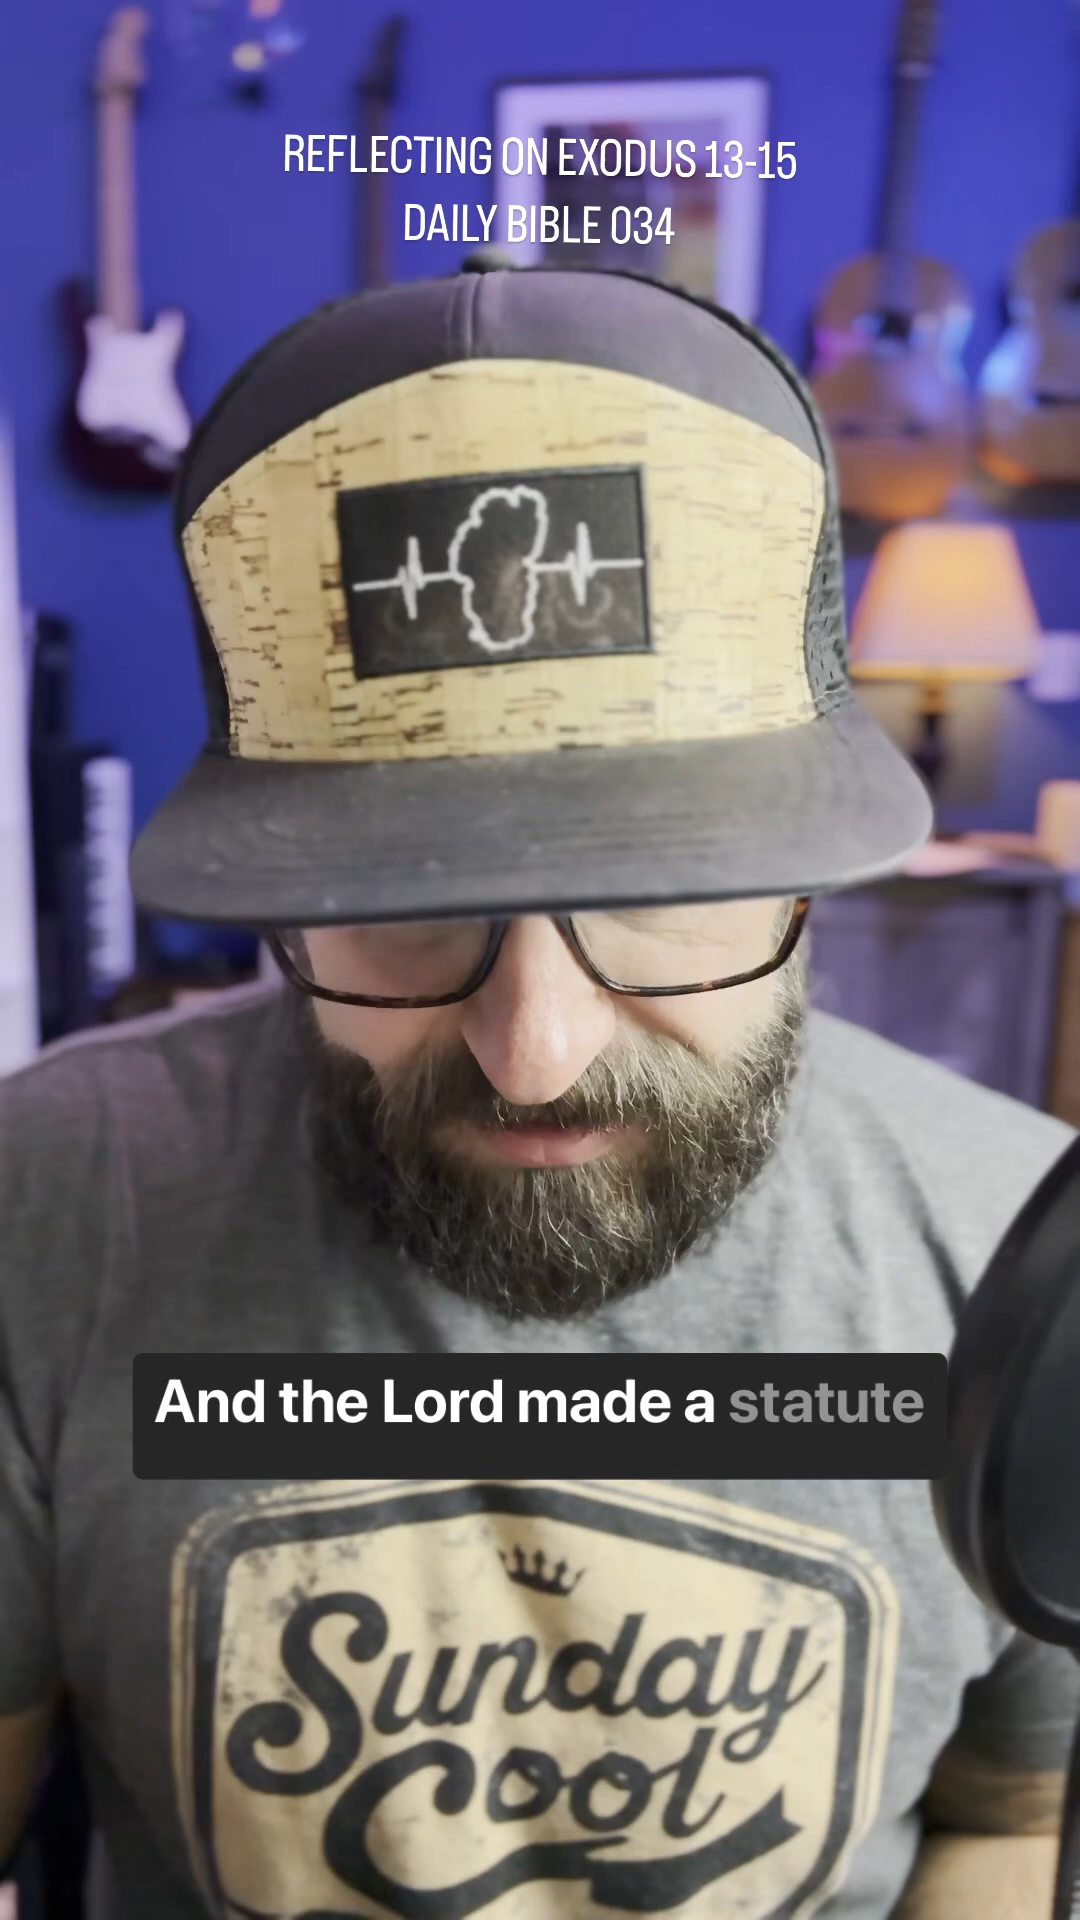 REFLECTING ON EXODUS 13-15
DAILY BIBLE 034
And the Lord made a statute
Sunday
Cool